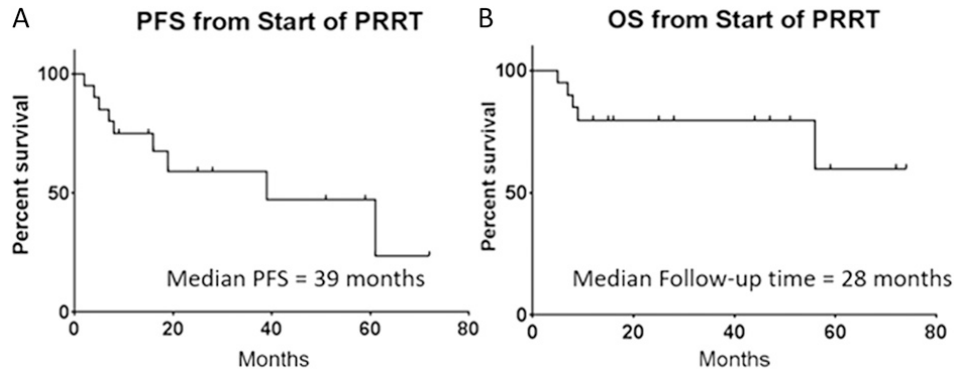 A
PFS from Start of PRRT
100
50
0
Percent survival
Median PFS = 39 months
0 20 40 60 80
Months
B
OS from Start of PRRT
100
50
0
Percent survival
Median Follow-up time = 28 months
0 20 40 60 80
Months